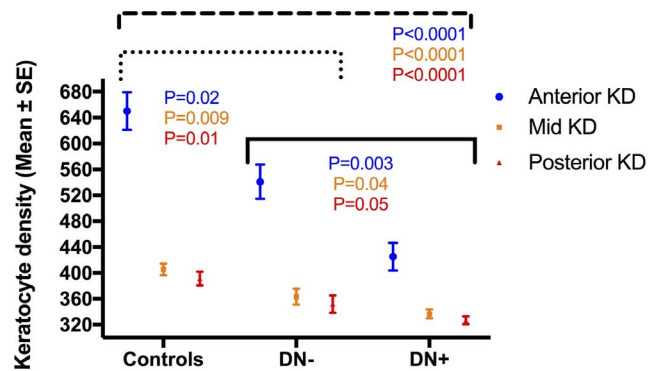 P<0.0001
P<0.0001
P<0.0001
Keratocyte density (Mean ± SE)
680
640
600
560
520
480
440
400
360
320
P=0.02
P=0.009
P=0.01
P=0.003
P=0.04
P=0.05
Anterior KD
Mid KD
Posterior KD
Controls DN- DN+